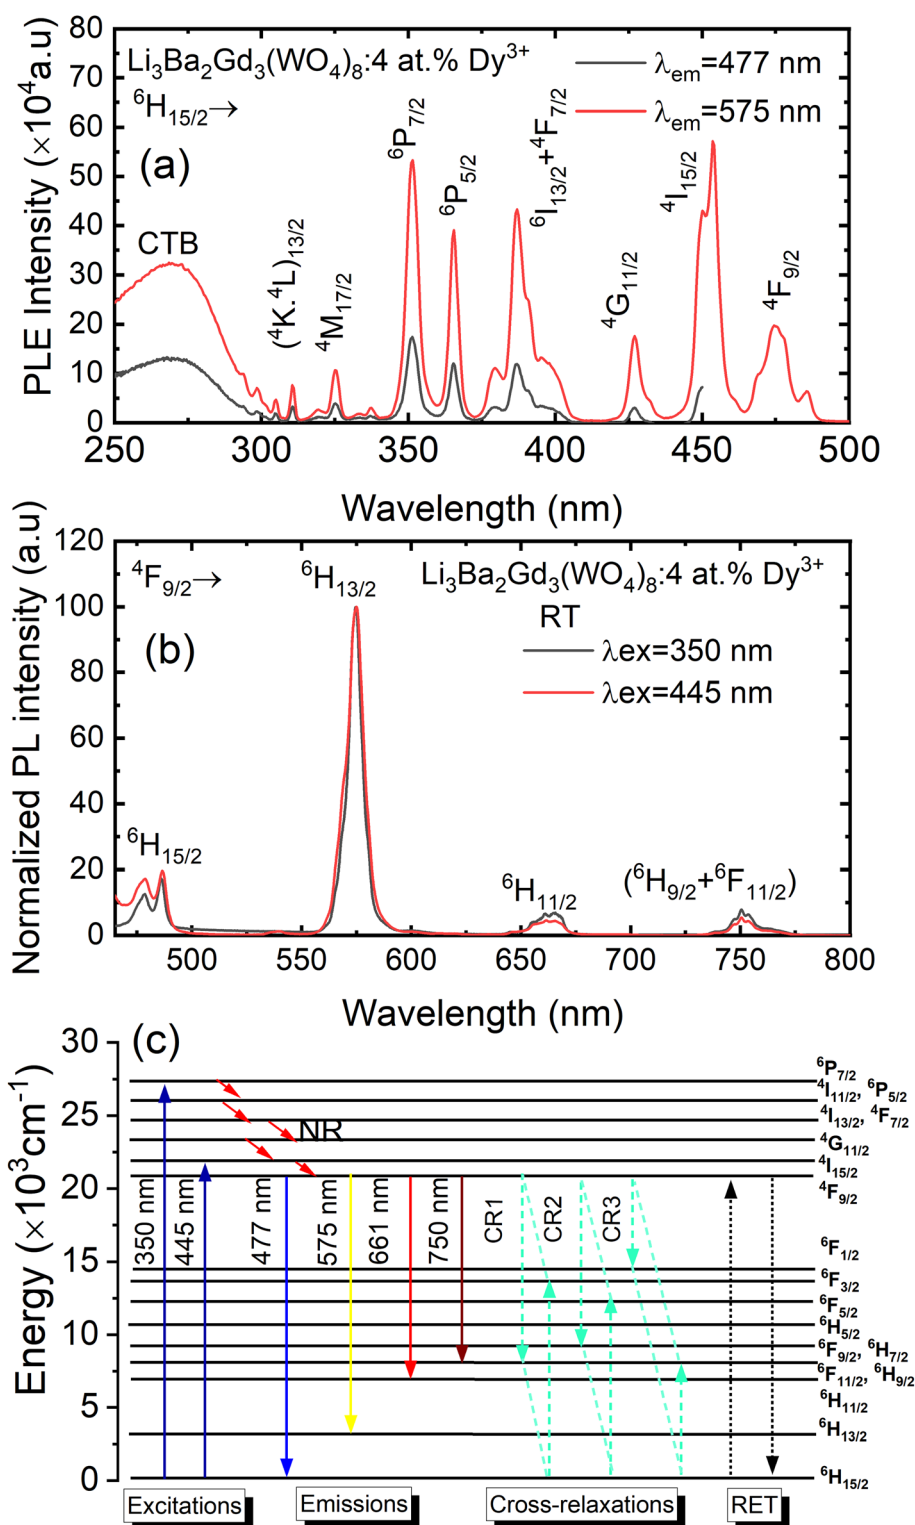 Li₃Ba₂Gd₃(WO₄)₈:4 at.% Dy³⁺
λem=477 nm
λem=575 nm
⁶H₁₅/₂→
(a)
CTB
(⁴K.⁴L)₁₃/₂
⁴M₁₇/₂
⁶P₇/₂
⁶P₅/₂
⁶I₁₃/₂+⁴F₇/₂
⁴G₁₁/₂
⁴I₁₅/₂
⁴F₉/₂
PLE Intensity (×10⁴a.u)
80
70
60
50
40
30
20
10
0
250 300 350 400 450 500
Wavelength (nm)
⁴F₉/₂→
⁶H₁₃/₂
Li₃Ba₂Gd₃(WO₄)₈:4 at.% Dy³⁺
RT
(b)
λex=350 nm
λex=445 nm
⁶H₁₅/₂
⁶H₁₁/₂
(⁶H₉/₂+⁶F₁₁/₂)
Normalized PL intensity (a.u)
120
100
80
60
40
20
0
500 550 600 650 700 750 800
Wavelength (nm)
(c)
Energy (×10³cm⁻¹)
30
25
20
15
10
5
0
NR
350 nm
445 nm
477 nm
575 nm
661 nm
750 nm
CR1
CR2
CR3
⁶P₇/₂
⁴I₁₁/₂, ⁶P₅/₂
⁴I₁₃/₂, ⁴F₇/₂
⁴G₁₁/₂
⁴I₁₅/₂
⁴F₉/₂
⁶F₁/₂
⁶F₃/₂
⁶F₅/₂
⁶H₅/₂
⁶F₉/₂, ⁶H₇/₂
⁶F₁₁/₂, ⁶H₉/₂
⁶H₁₁/₂
⁶H₁₃/₂
⁶H₁₅/₂
Excitations
Emissions
Cross-relaxations
RET